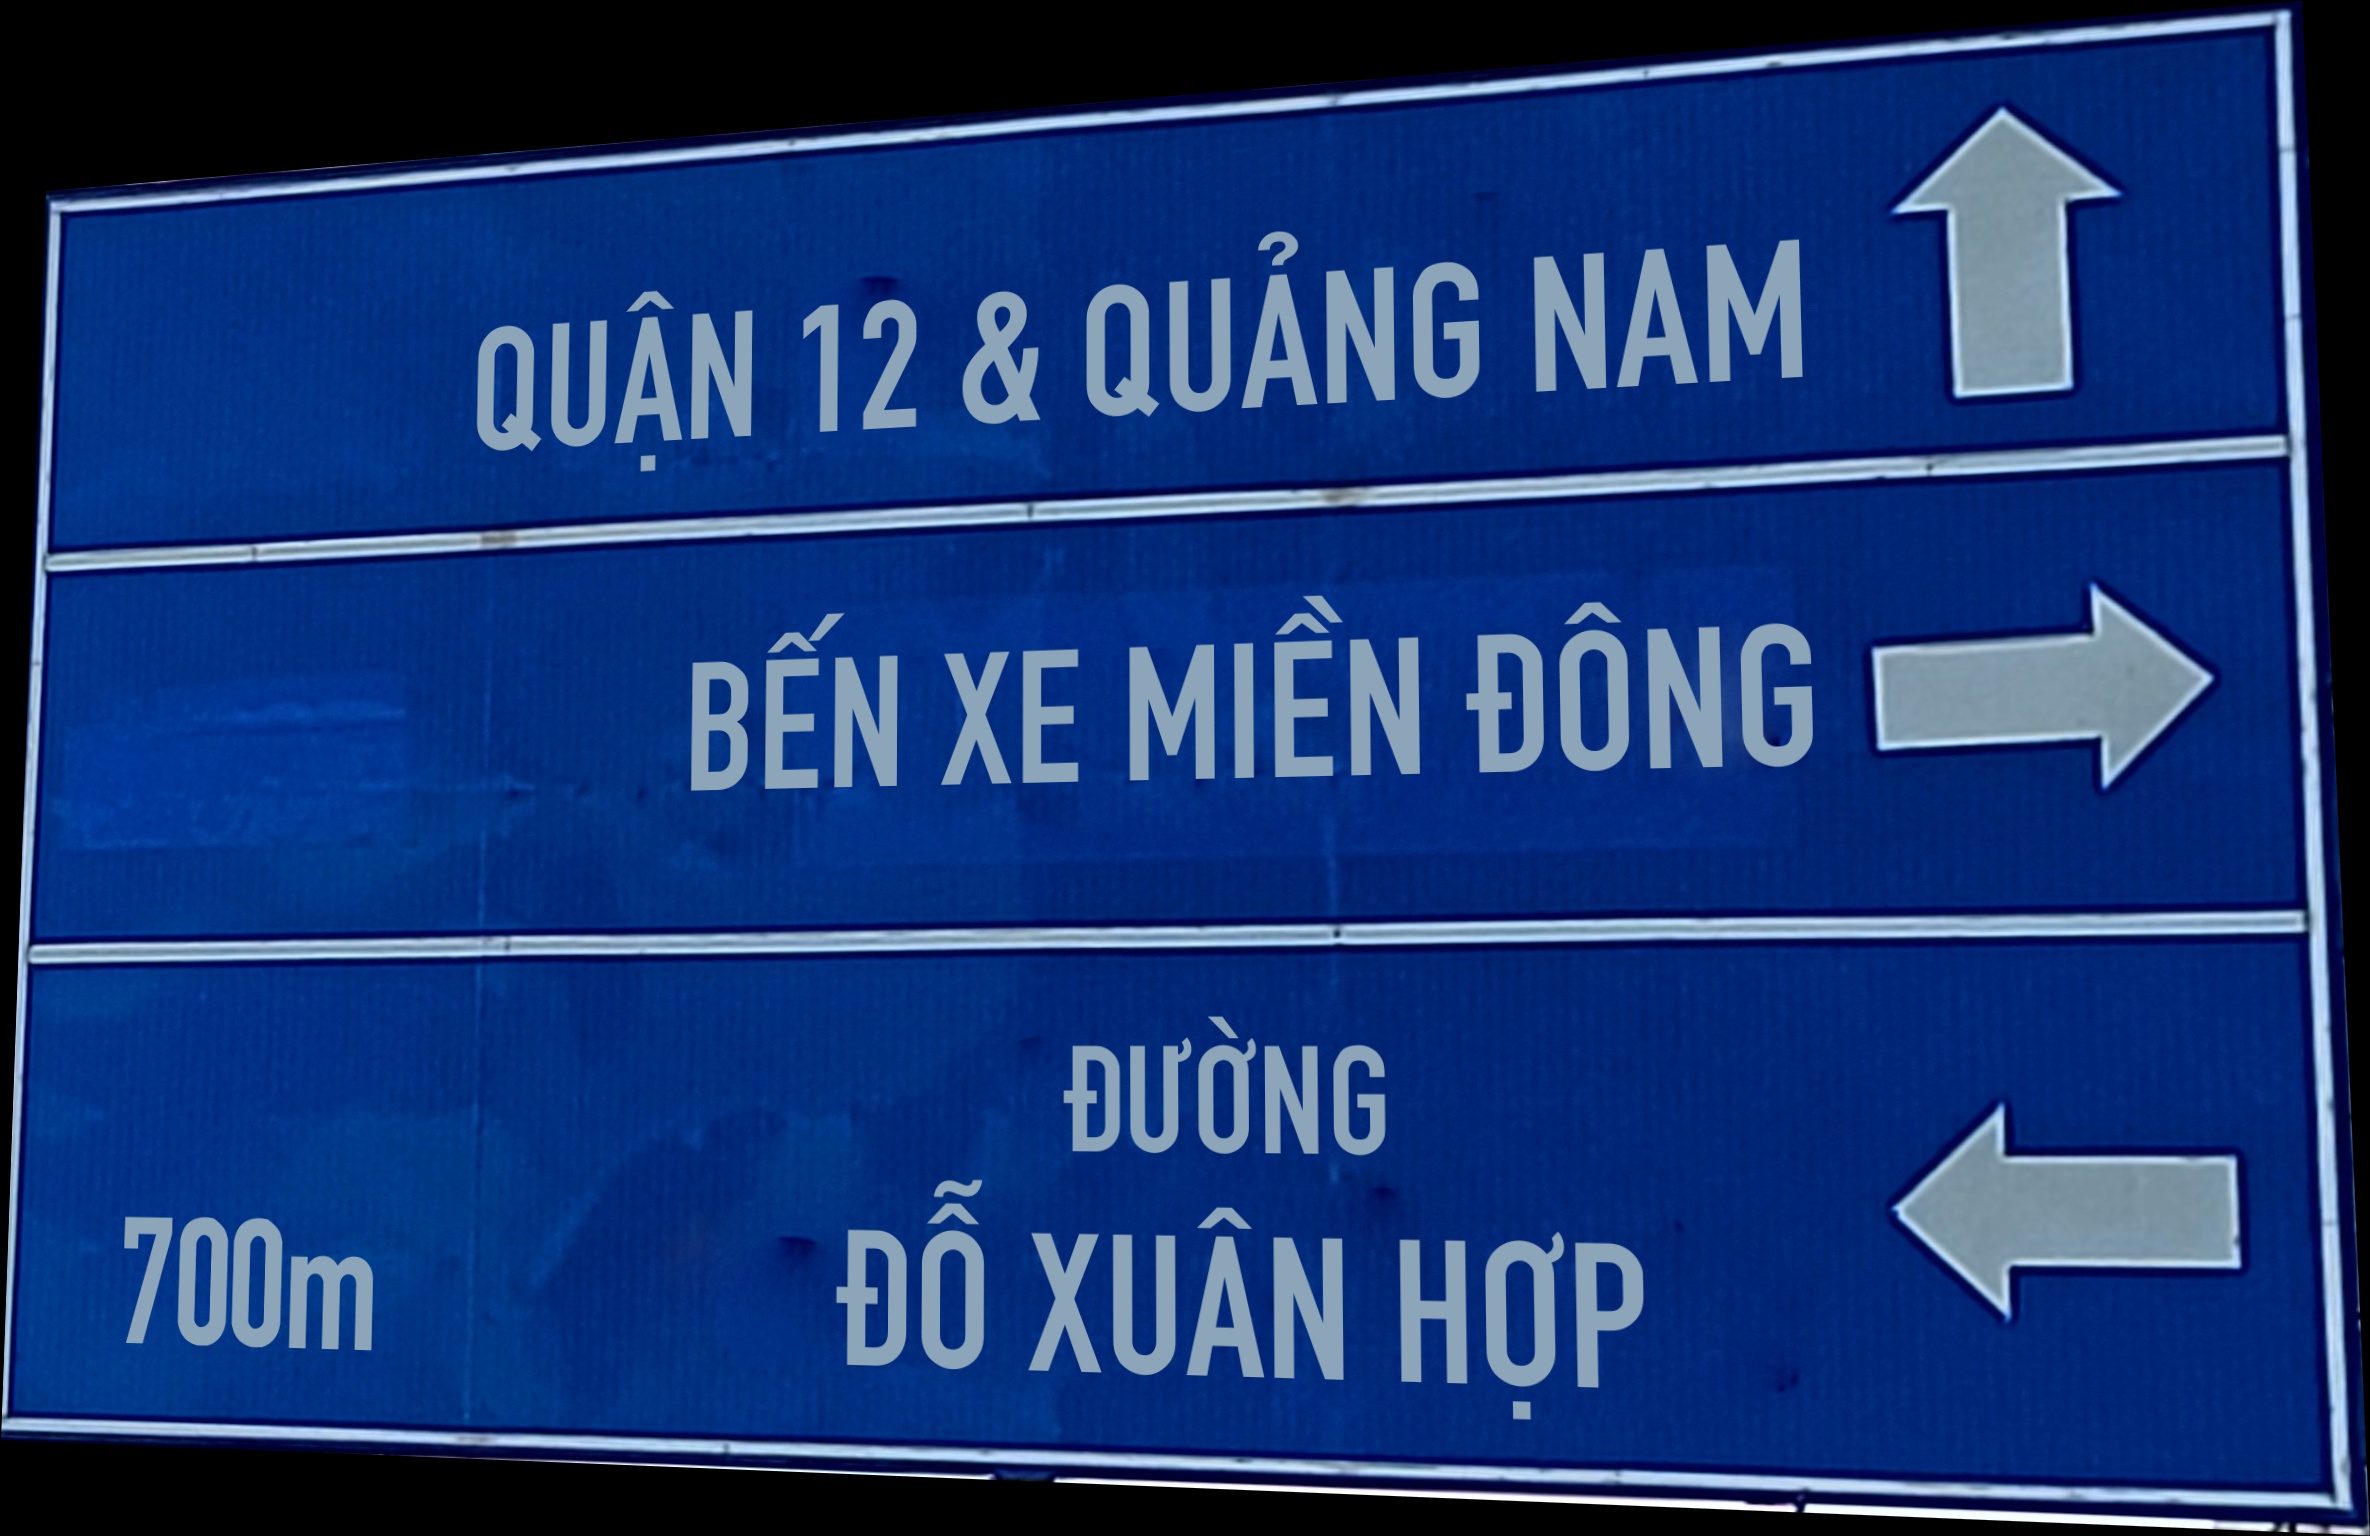 QUẬN 12 & QUẢNG NAM
BẾN XE MIỀN ĐÔNG
ĐƯỜNG
ĐỖ XUÂN HỢP
700m